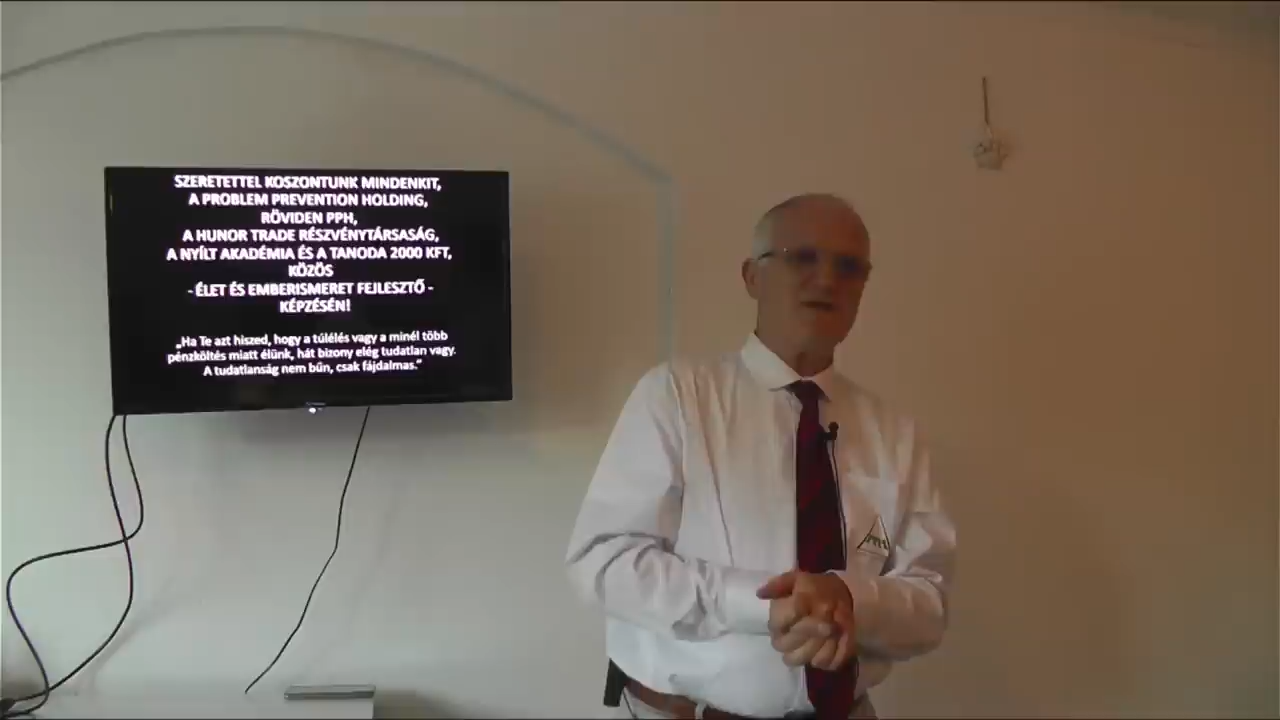 SZERETETTEL KÖSZÖNTÜNK MINDENKIT,
A PROBLEM PREVENTION HOLDING,
RÖVIDEN PPH,
A HUNOR TRADE RÉSZVÉNYTÁRSASÁG,
A NYÍLT AKADÉMIA ÉS A TANODA 2000 KFT,
KÖZÖS
- ÉLET ÉS EMBERISMERET FEJLESZTŐ -
KÉPZÉSÉN!
„Ha Te azt hiszed, hogy a túlélés vagy a minél több
pénzköltés miatt élünk, hát bizony elég tudatlan vagy.
A tudatlanság nem bűn, csak fájdalmas."